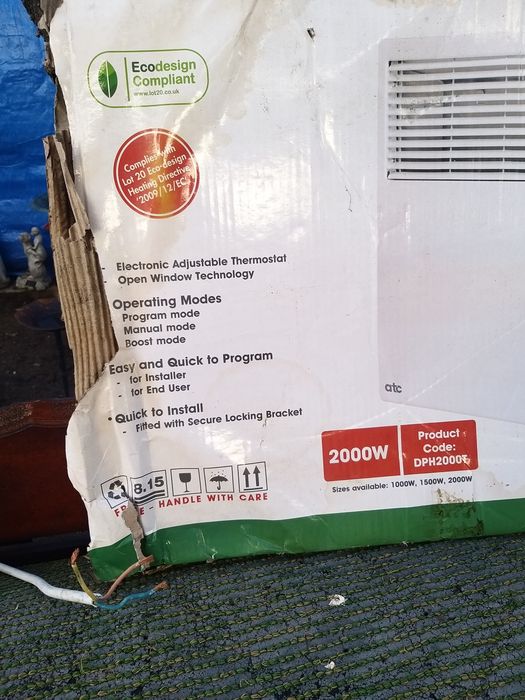 Ecodesign
Compliant
www.lot20.co.uk
Complies with
Lot 20 Eco-design
Heating Directive
2009/12/EC
- Electronic Adjustable Thermostat
- Open Window Technology
Operating Modes
Program mode
Manual mode
Boost mode
Easy and Quick to Program
- for Installer
- for End User
• Quick to Install
- Fitted with Secure Locking Bracket
atc
2000W
Product
Code:
DPH2000T
Sizes available: 1000W, 1500W, 2000W
8.15
- HANDLE WITH CARE